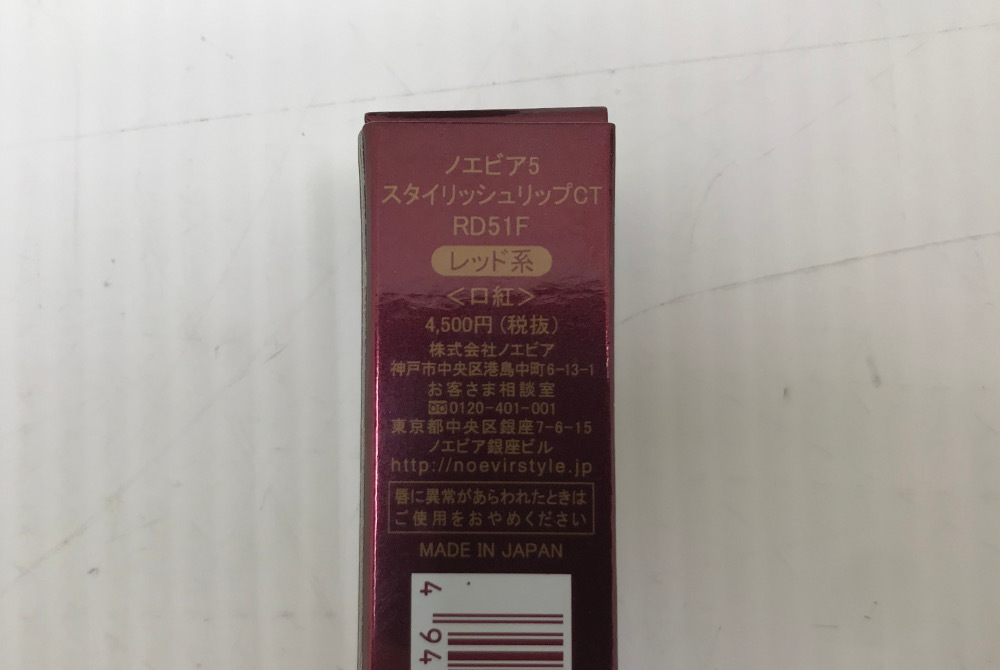 ノエビア5
スタイリッシュリップCT
RD51F
レッド系
＜口紅＞
4,500円（税抜）
株式会社ノエビア
神戸市中央区港島中町6-13-1
お客さま相談室
0120-401-001
東京都中央区銀座7-6-15
ノエビア銀座ビル
http://noevirstyle.jp
唇に異常があらわれたときは
ご使用をおやめください
MADE IN JAPAN
4 94